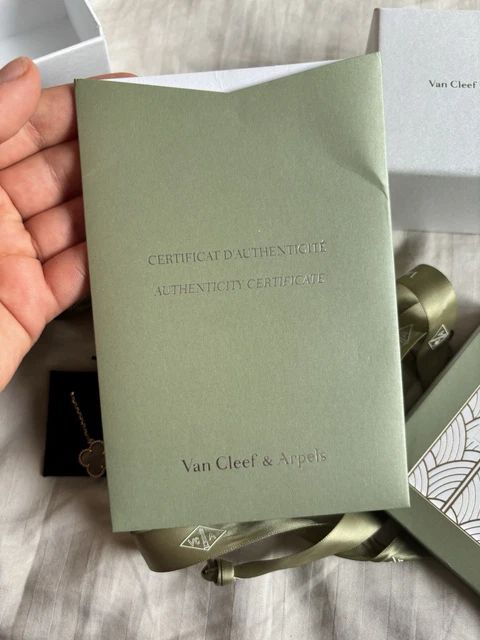 Van Cleef
CERTIFICAT D'AUTHENTICITÉ
AUTHENTICITY CERTIFICATE
Van Cleef & Arpels